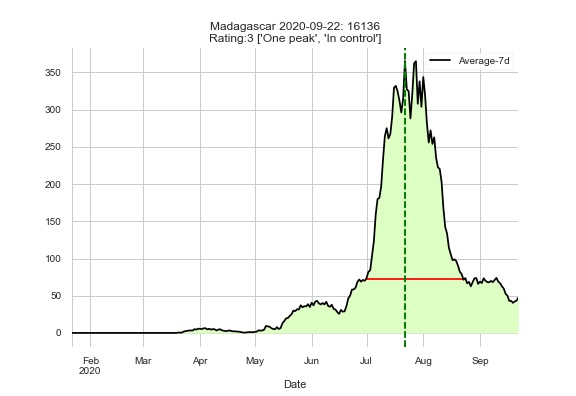 Madagascar 2020-09-22: 16136
Rating:3 ['One peak', 'In control']
Average-7d
350
300
250
200
150
100
50
0
Feb Mar Apr May Jun Jul Aug Sep
2020
Date